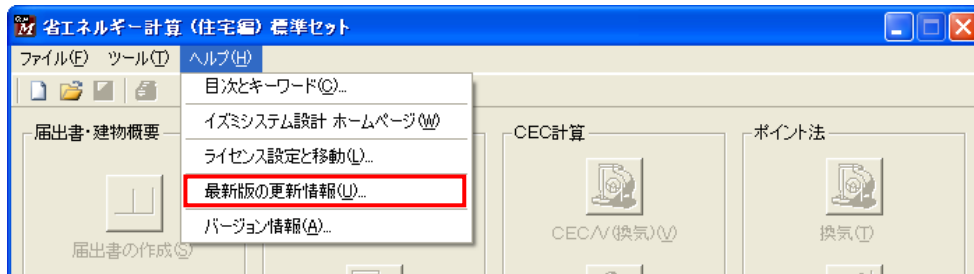 省エネルギー計算（住宅編）標準セット
ファイル(F) ツール(T) ヘルプ(H)
目次とキーワード(C)...
イズミシステム設計 ホームページ(W)
ライセンス設定と移動(L)...
最新版の更新情報(U)...
バージョン情報(A)...
届出書・建物概要
届出書の作成(S)
CEC計算
CEC/V(換気)(V)
ポイント法
換気(T)